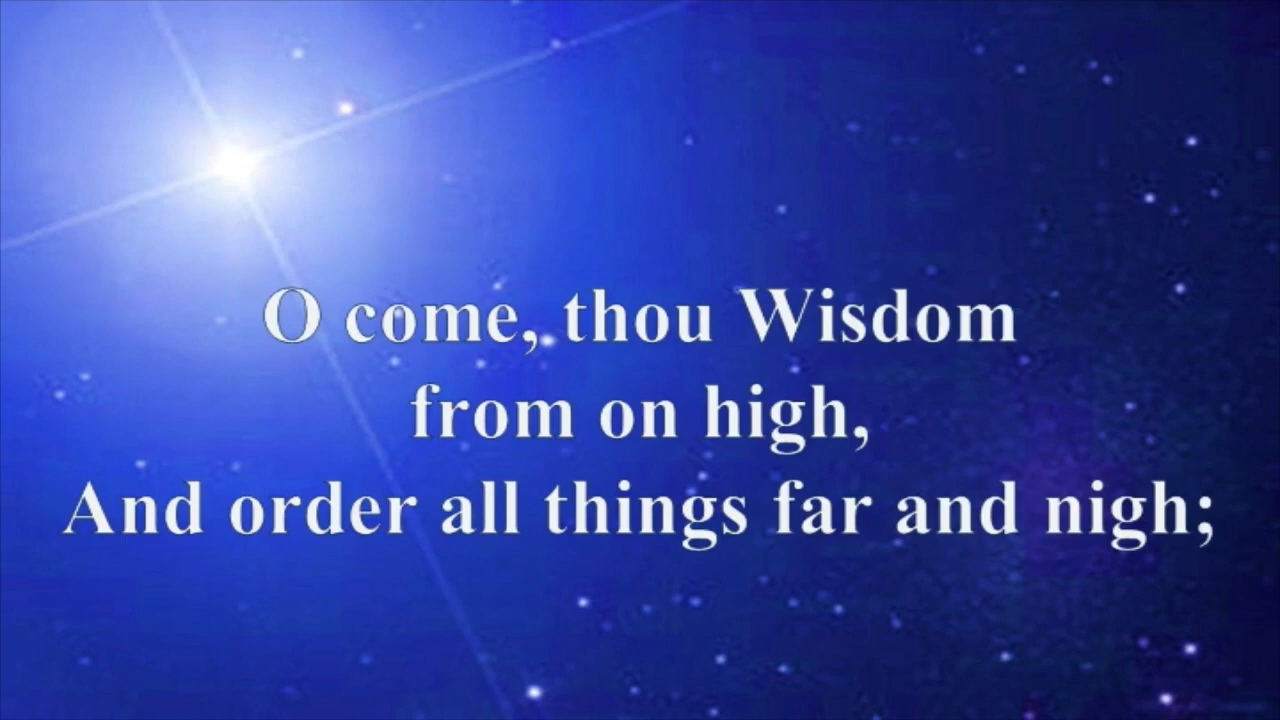 O come, thou Wisdom
from on high,
And order all things far and nigh;